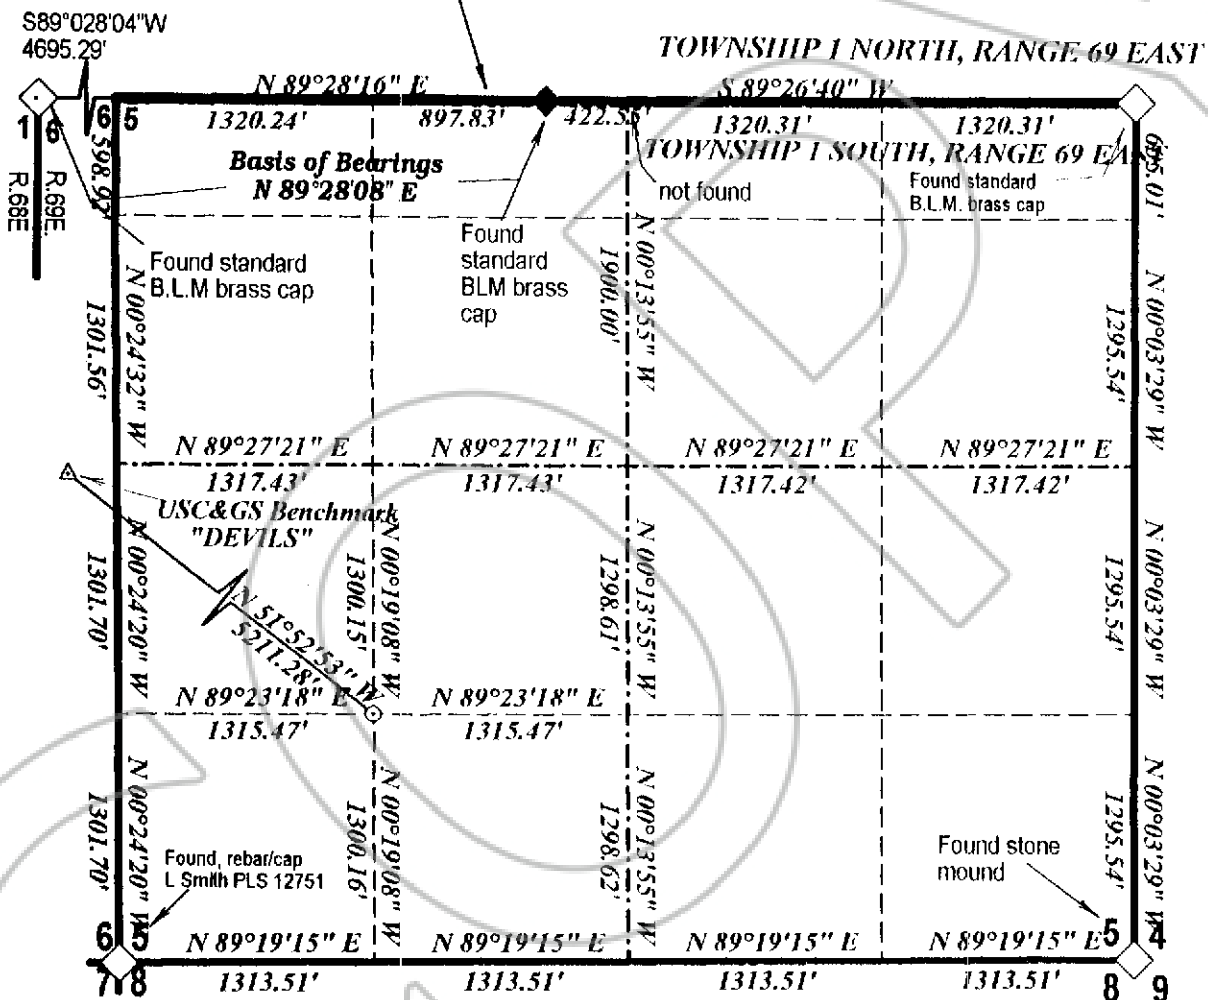 S89°028'04"W
4695.29'
TOWNSHIP 1 NORTH, RANGE 69 EAST
N 89°28'16" E
S 89°26'40" W
1 6
6 5
1320.24'
897.83'
1320.31'
1320.31'
Basis of Bearings
N 89°28'08" E
TOWNSHIP 1 SOUTH, RANGE 69 EAST
not found
Found standard
B.L.M. brass cap
R.68E
R.69E.
598.92'
Found standard
B.L.M brass cap
Found
standard
BLM brass
cap
1301.56'
N 00°24'32" W
1900.00'
N 00°13'55" W
1295.54'
N 00°03'29" W
N 89°27'21" E
N 89°27'21" E
N 89°27'21" E
N 89°27'21" E
1317.43'
1317.43'
1317.42'
1317.42'
USC&GS Benchmark
"DEVILS"
1301.70'
N 00°24'20" W
N 51°52'53" W
5211.28'
1300.15'
N 00°19'08" W
1298.61'
N 00°13'55" W
1295.54'
N 00°03'29" W
N 89°23'18" E
N 89°23'18" E
1315.47'
1315.47'
1301.70'
N 00°24'20" W
Found, rebar/cap
L Smith PLS 12751
1300.16'
N 00°19'08" W
1298.62'
N 00°13'55" W
Found stone
mound
1295.54'
N 00°03'29" W
6 5
N 89°19'15" E
N 89°19'15" E
N 89°19'15" E
N 89°19'15" E
5 4
7 8
1313.51'
1313.51'
1313.51'
1313.51'
8 9